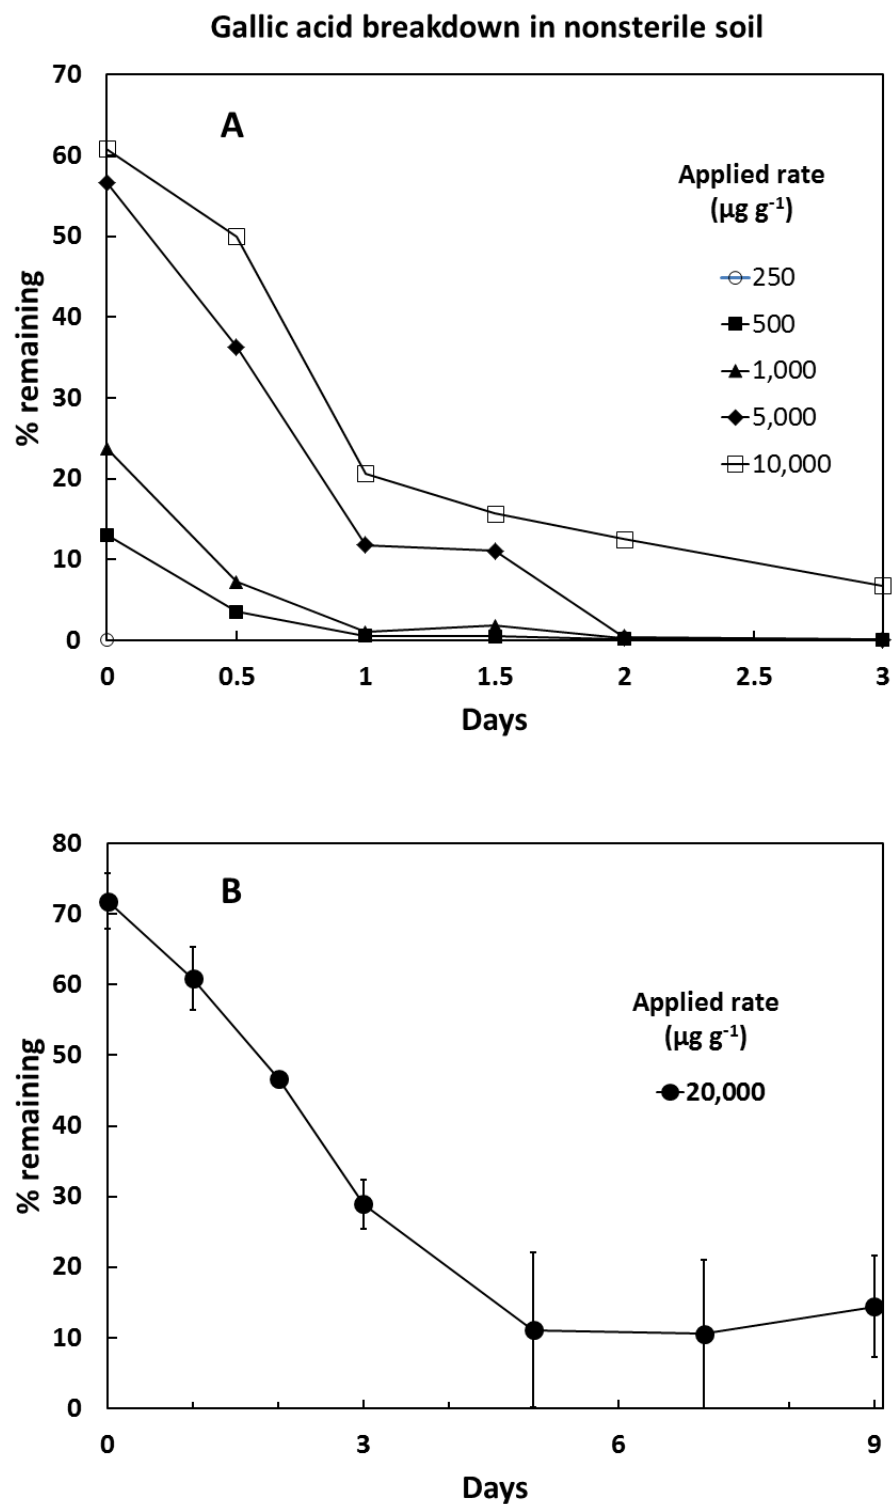 Gallic acid breakdown in nonsterile soil
70
60
50
40
30
20
10
0
% remaining
A
Applied rate
(µg g⁻¹)
250
500
1,000
5,000
10,000
0 0.5 1 1.5 2 2.5 3
Days
80
70
60
50
40
30
20
10
0
% remaining
B
Applied rate
(µg g⁻¹)
20,000
0 3 6 9
Days